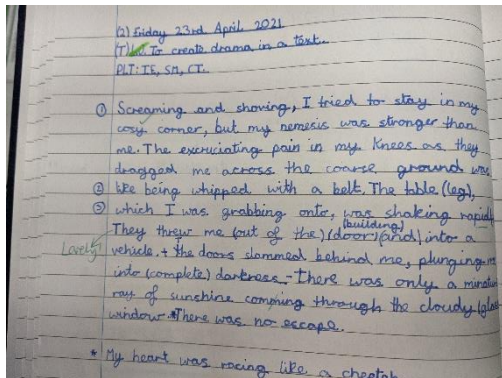 (2) Friday 23rd April 2021
(T) To create drama in a text.
PLT: IE, SM, CT.
① Screaming and shoving, I tried to stay in my
cosy corner, but my nemesis was stronger than
me. The excruciating pain in my knees as, they
dragged me across the coarse, ground was
② like being whipped with a belt. The table (leg),
③ which I was grabbing onto, was shaking
(building)
They threw me (out of the) (door) (and) into a
Lovely!
vehicle. + The doors slammed behind me, plunging
into (complete) darkness - There was only a
ray of sunshine coming through the cloudy
window. * There was no escape.
* My heart was racing like a cheetah